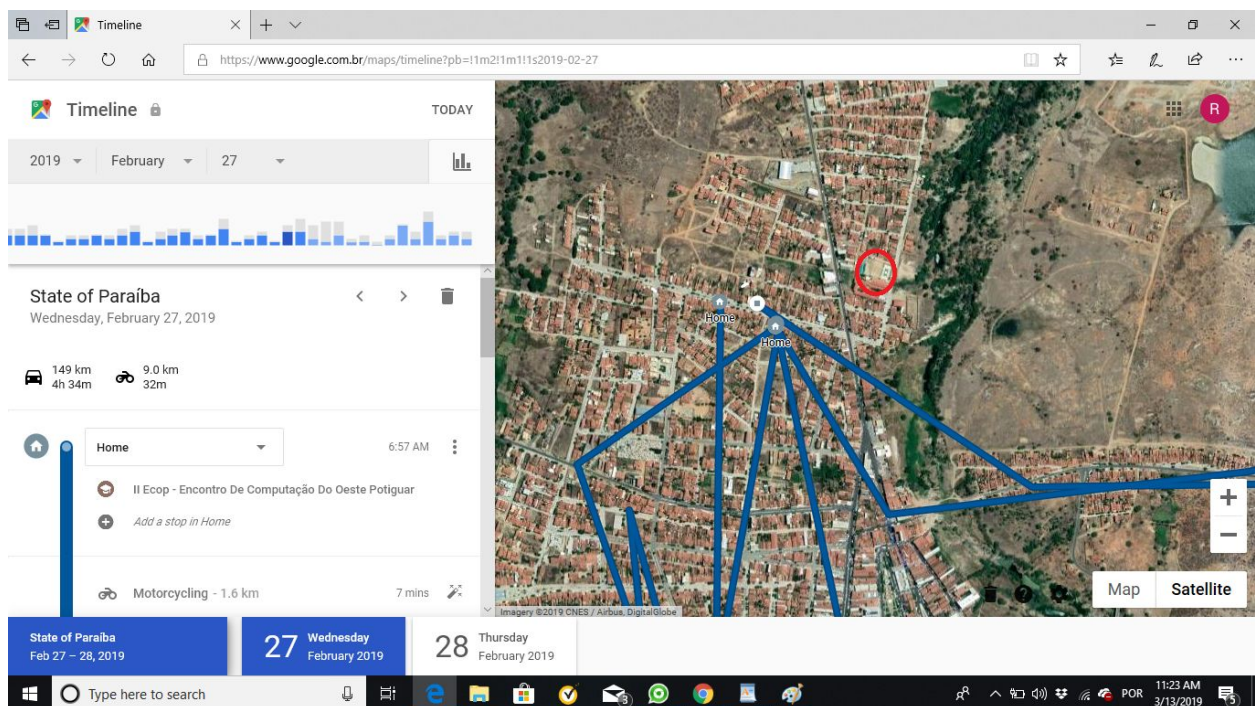 Timeline
https://www.google.com.br/maps/timeline?pb=!1m2!1m1!1s2019-02-27
Timeline
TODAY
R
2019
February
27
State of Paraíba
Wednesday, February 27, 2019
149 km
4h 34m
9.0 km
32m
Home
6:57 AM
II Ecop - Encontro De Computação Do Oeste Potiguar
Add a stop in Home
Motorcycling - 1.6 km
7 mins
Home
Home
Map
Satellite
Imagery ©2019 CNES / Airbus, DigitalGlobe
State of Paraíba
Feb 27 – 28, 2019
27
Wednesday
February 2019
28
Thursday
February 2019
Type here to search
3
POR
11:23 AM
3/13/2019
5